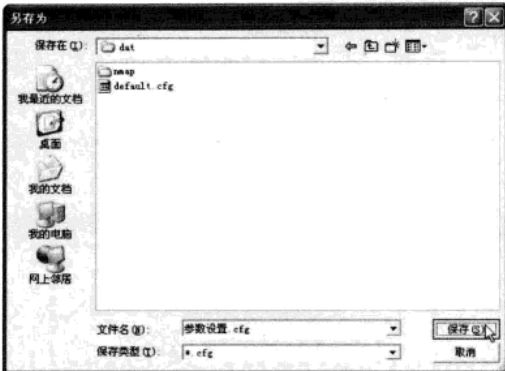 另存为
保存在(I):
dat
nmap
default.cfg
我最近的文档
桌面
我的文档
我的电脑
网上邻居
文件名(N):
参数设置.cfg
保存(S)
保存类型(T):
*.cfg
取消